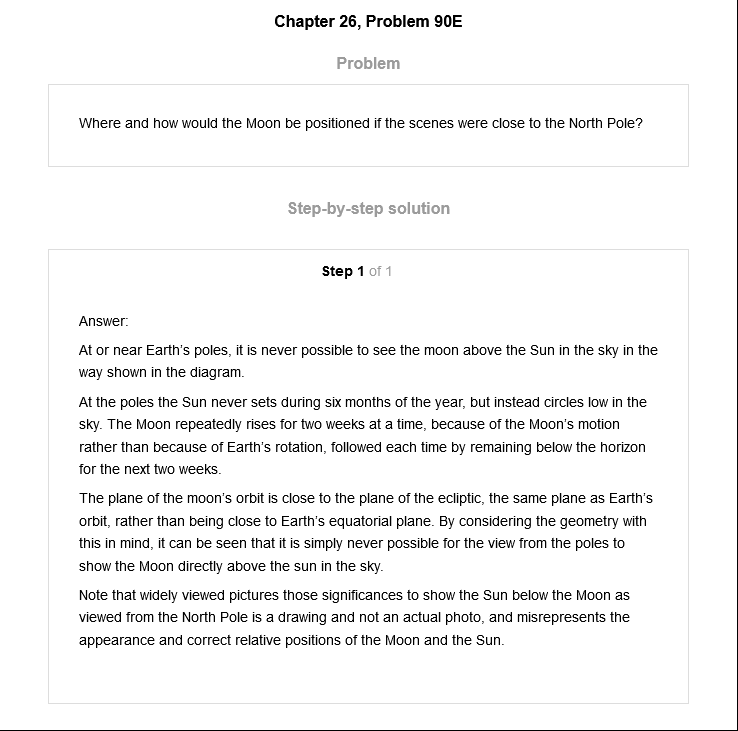 Chapter 26, Problem 90E
Problem
Where and how would the Moon be positioned if the scenes were close to the North Pole?
Step-by-step solution
Step 1 of 1
Answer:
At or near Earth’s poles, it is never possible to see the moon above the Sun in the sky in the
way shown in the diagram.
At the poles the Sun never sets during six months of the year, but instead circles low in the
sky. The Moon repeatedly rises for two weeks at a time, because of the Moon’s motion
rather than because of Earth’s rotation, followed each time by remaining below the horizon
for the next two weeks.
The plane of the moon’s orbit is close to the plane of the ecliptic, the same plane as Earth’s
orbit, rather than being close to Earth’s equatorial plane. By considering the geometry with
this in mind, it can be seen that it is simply never possible for the view from the poles to
show the Moon directly above the sun in the sky.
Note that widely viewed pictures those significances to show the Sun below the Moon as
viewed from the North Pole is a drawing and not an actual photo, and misrepresents the
appearance and correct relative positions of the Moon and the Sun.